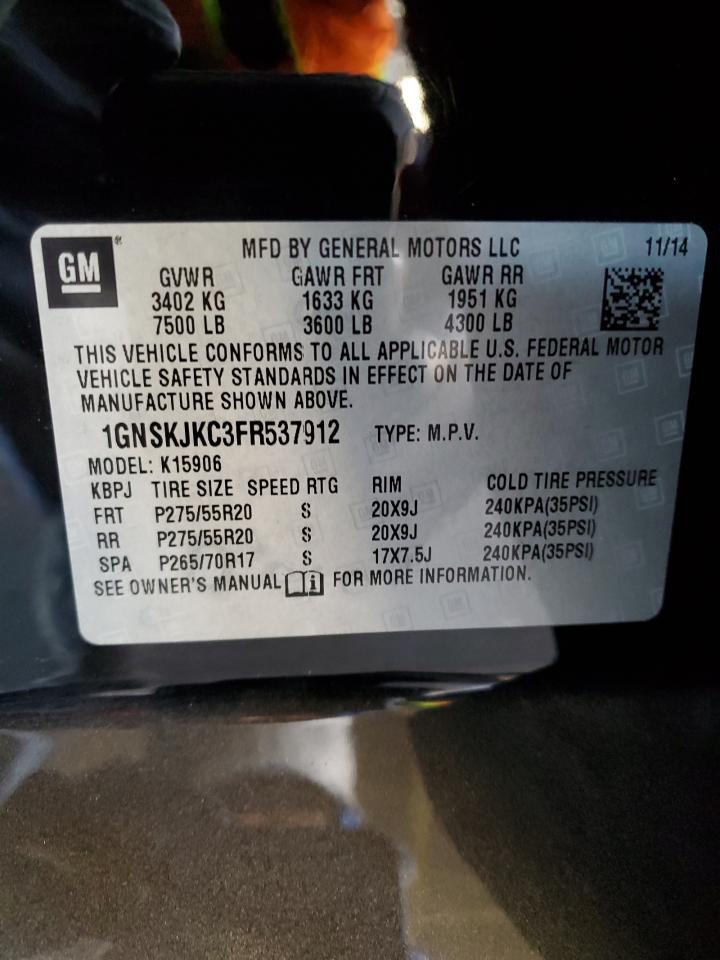 GM
MFD BY GENERAL MOTORS LLC 11/14
GVWR GAWR FRT GAWR RR
3402 KG 1633 KG 1951 KG
7500 LB 3600 LB 4300 LB
THIS VEHICLE CONFORMS TO ALL APPLICABLE U.S. FEDERAL MOTOR
VEHICLE SAFETY STANDARDS IN EFFECT ON THE DATE OF
MANUFACTURE SHOWN ABOVE.
1GNSKJKC3FR537912 TYPE: M.P.V.
MODEL: K15906
KBPJ TIRE SIZE SPEED RTG RIM COLD TIRE PRESSURE
FRT P275/55R20 S 20X9J 240KPA(35PSI)
RR P275/55R20 S 20X9J 240KPA(35PSI)
SPA P265/70R17 S 17X7.5J 240KPA(35PSI)
SEE OWNER'S MANUAL FOR MORE INFORMATION.